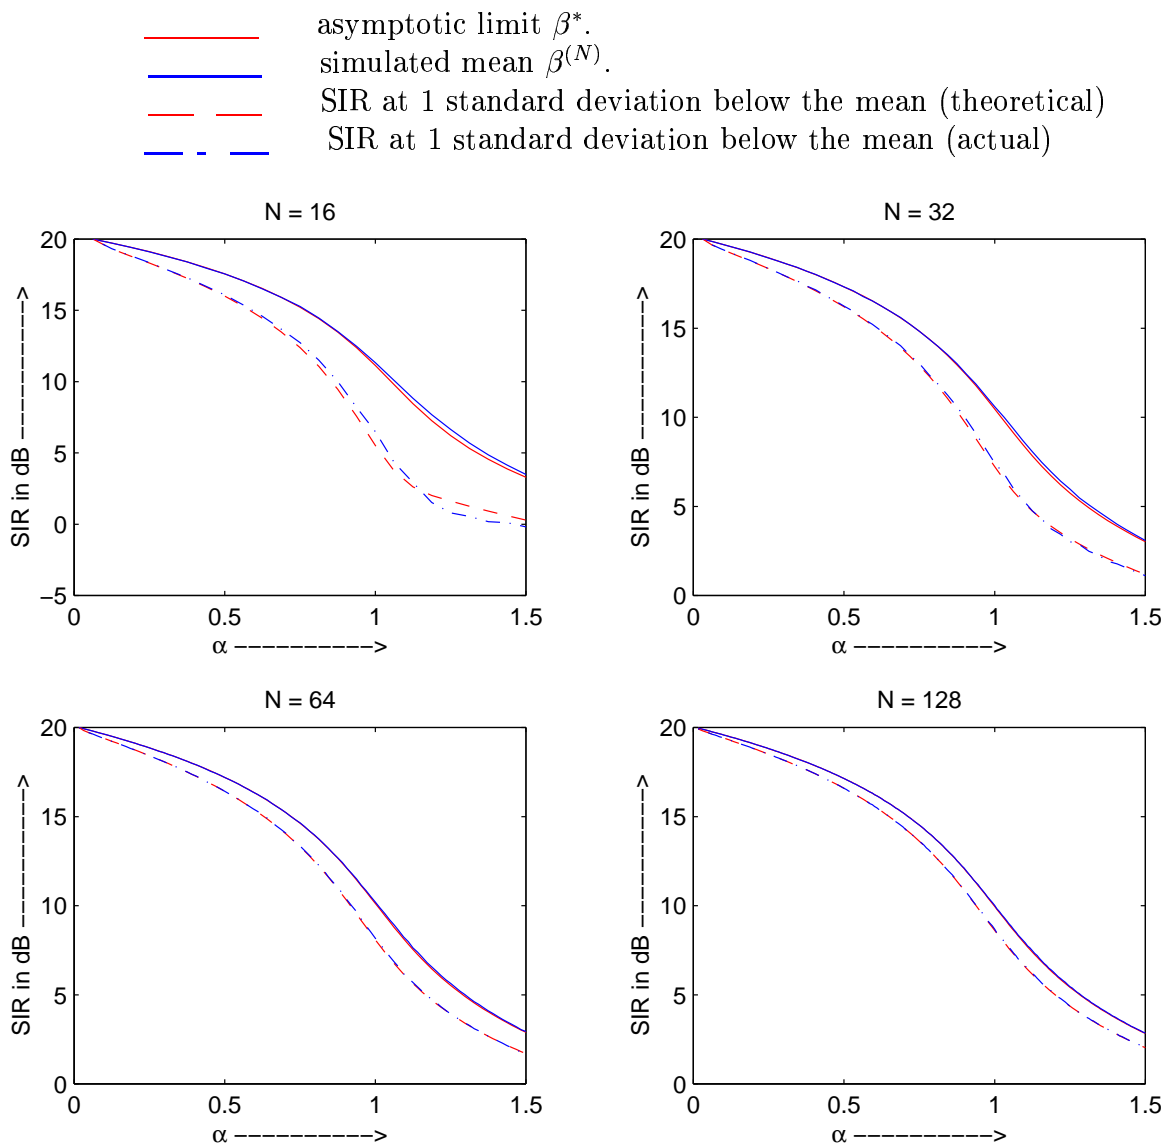 asymptotic limit β*.
simulated mean β^(N).
SIR at 1 standard deviation below the mean (theoretical)
SIR at 1 standard deviation below the mean (actual)
N = 16
20
15
10
5
0
−5
0 0.5 1 1.5
SIR in dB −−−−−−−−−−>
α −−−−−−−−−−>
N = 32
20
15
10
5
0
0 0.5 1 1.5
SIR in dB −−−−−−−−−−>
α −−−−−−−−−−>
N = 64
20
15
10
5
0
0 0.5 1 1.5
SIR in dB −−−−−−−−−−>
α −−−−−−−−−−>
N = 128
20
15
10
5
0
0 0.5 1 1.5
SIR in dB −−−−−−−−−−>
α −−−−−−−−−−>